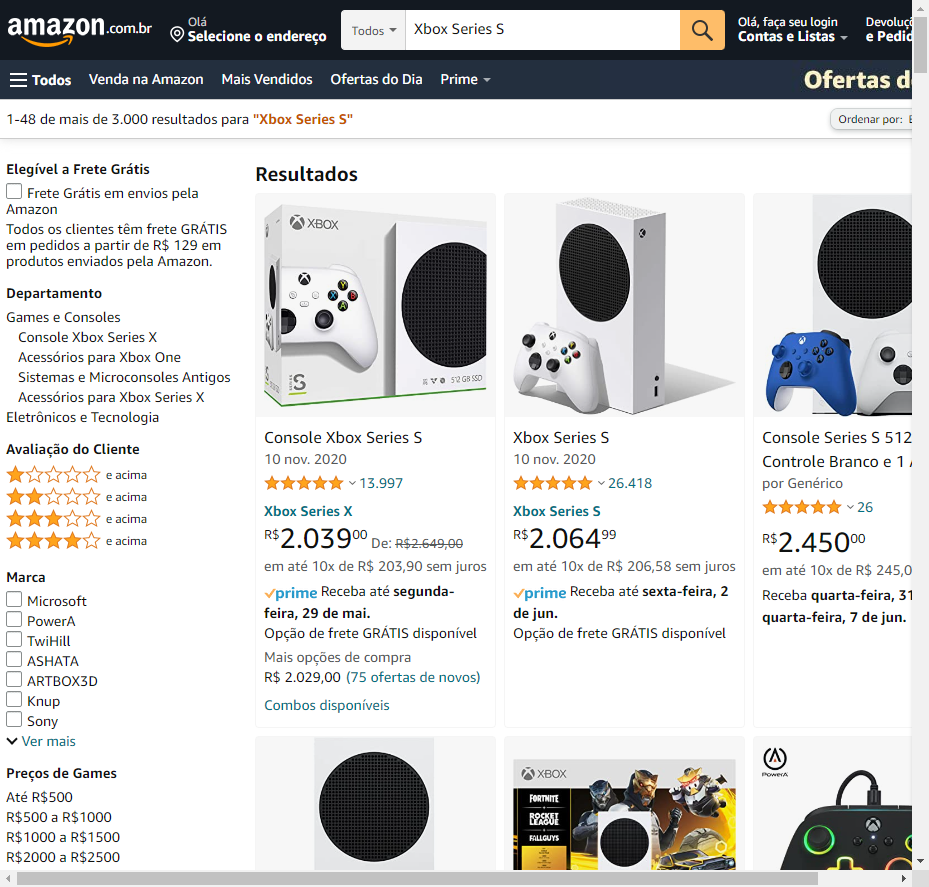 amazon.com.br
Olá
Selecione o endereço
Todos
Xbox Series S
Olá, faça seu login
Contas e Listas
Devoluç
e Pedid
Todos
Venda na Amazon
Mais Vendidos
Ofertas do Dia
Prime
Ofertas d
1-48 de mais de 3.000 resultados para "Xbox Series S"
Ordenar por:
Elegível a Frete Grátis
Frete Grátis em envios pela
Amazon
Todos os clientes têm frete GRÁTIS
em pedidos a partir de R$ 129 em
produtos enviados pela Amazon.
Departamento
Games e Consoles
Console Xbox Series X
Acessórios para Xbox One
Sistemas e Microconsoles Antigos
Acessórios para Xbox Series X
Eletrônicos e Tecnologia
Avaliação do Cliente
e acima
e acima
e acima
e acima
Marca
Microsoft
PowerA
TwiHill
ASHATA
ARTBOX3D
Knup
Sony
Ver mais
Preços de Games
Até R$500
R$500 a R$1000
R$1000 a R$1500
R$2000 a R$2500
Resultados
XBOX
X
Y
B
A
SERIES S
512 GB SSD
Console Xbox Series S
10 nov. 2020
13.997
Xbox Series X
R$2.03900 De: R$2.649,00
em até 10x de R$ 203,90 sem juros
prime Receba até segunda-
feira, 29 de mai.
Opção de frete GRÁTIS disponível
Mais opções de compra
R$ 2.029,00 (75 ofertas de novos)
Combos disponíveis
Xbox Series S
10 nov. 2020
26.418
Xbox Series S
R$2.06499
em até 10x de R$ 206,58 sem juros
prime Receba até sexta-feira, 2
de jun.
Opção de frete GRÁTIS disponível
Console Series S 512
Controle Branco e 1
por Genérico
26
R$2.45000
em até 10x de R$ 245,0
Receba quarta-feira, 31
quarta-feira, 7 de jun.
XBOX
FORTNITE
ROCKET
LEAGUE
FALL GUYS
PowerA